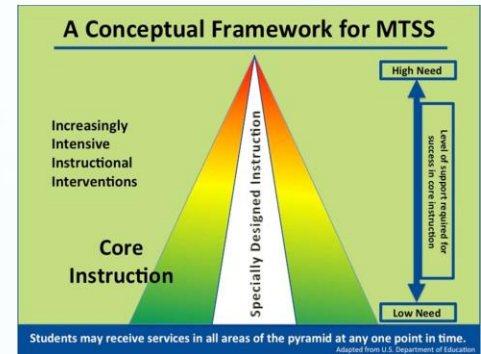 A Conceptual Framework for MTSS
High Need
Increasingly
Intensive
Instructional
Interventions
Specially Designed Instruction
Level of support required for
success in core instruction
Core
Instruction
Low Need
Students may receive services in all areas of the pyramid at any one point in time.
Adapted from U.S. Department of Education